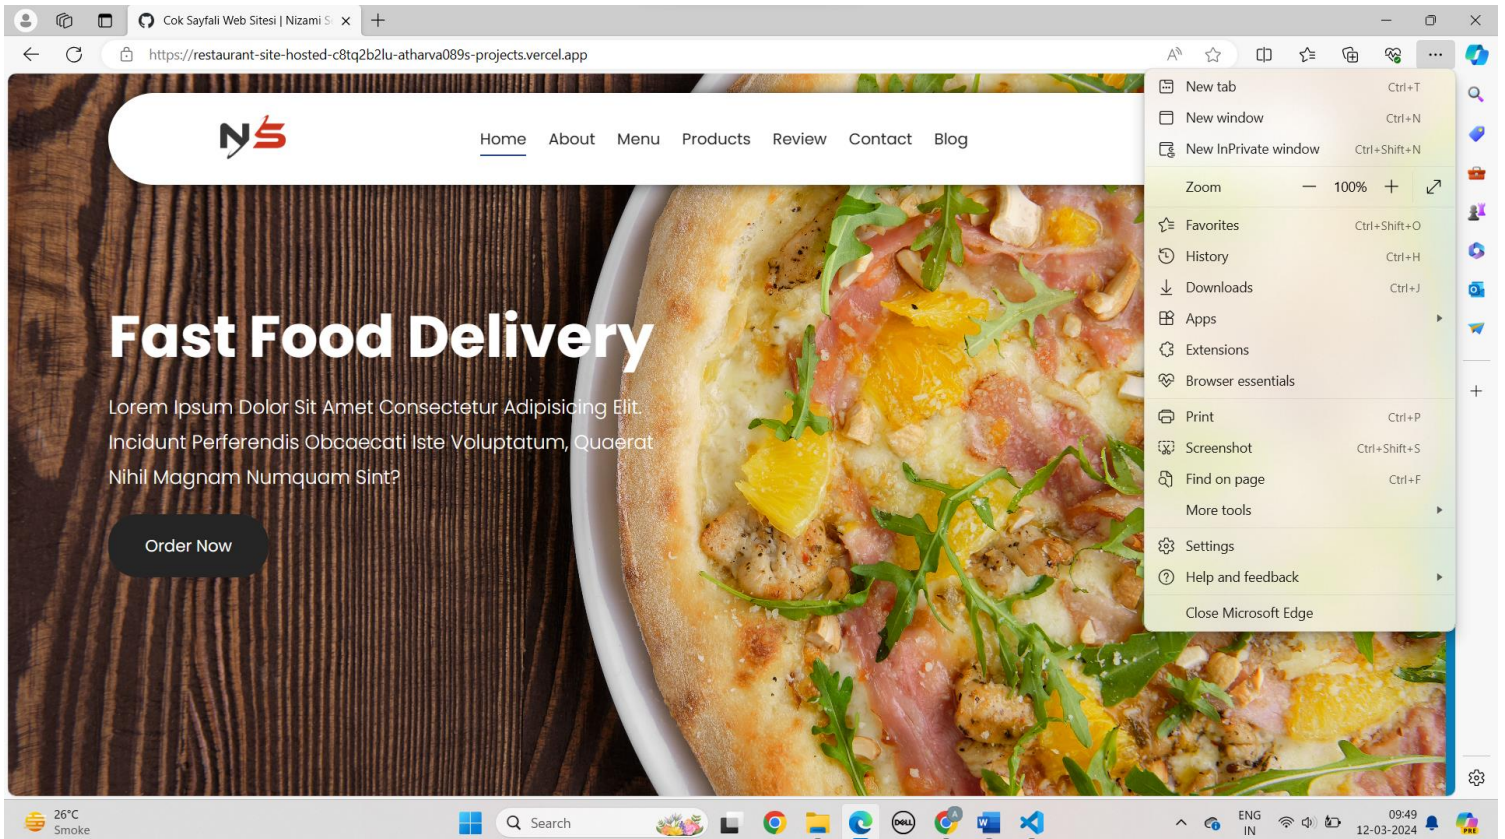 Cok Sayfali Web Sitesi | Nizami S
https://restaurant-site-hosted-c8tq2b2lu-atharva089s-projects.vercel.app
NS
Home About Menu Products Review Contact Blog
Fast Food Delivery
Lorem Ipsum Dolor Sit Amet Consectetur Adipisicing Elit.
Incidunt Perferendis Obcaecati Iste Voluptatum, Quaerat
Nihil Magnam Numquam Sint?
Order Now
New tab Ctrl+T
New window Ctrl+N
New InPrivate window Ctrl+Shift+N
Zoom 100%
Favorites Ctrl+Shift+O
History Ctrl+H
Downloads Ctrl+J
Apps
Extensions
Browser essentials
Print Ctrl+P
Screenshot Ctrl+Shift+S
Find on page Ctrl+F
More tools
Settings
Help and feedback
Close Microsoft Edge
26°C
Smoke
Search
DELL
A
ENG
IN
09:49
12-03-2024
PRE